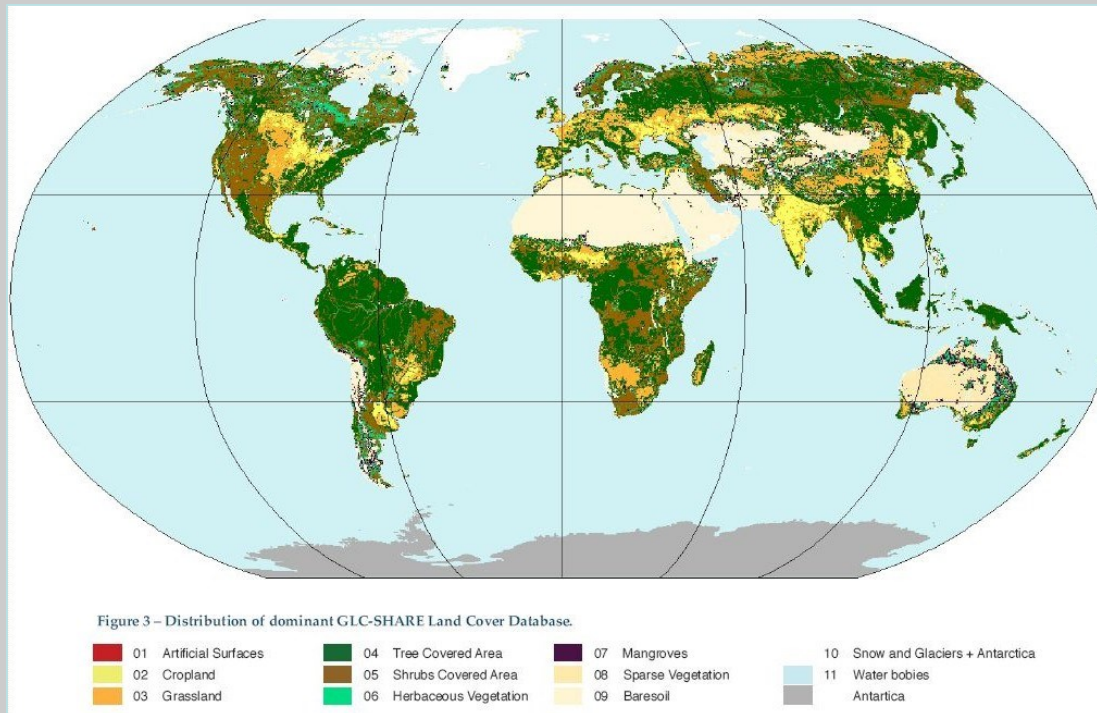 Figure 3 – Distribution of dominant GLC-SHARE Land Cover Database.
01 Artificial Surfaces
02 Cropland
03 Grassland
04 Tree Covered Area
05 Shrubs Covered Area
06 Herbaceous Vegetation
07 Mangroves
08 Sparse Vegetation
09 Baresoil
10 Snow and Glaciers + Antarctica
11 Water bobies
Antartica